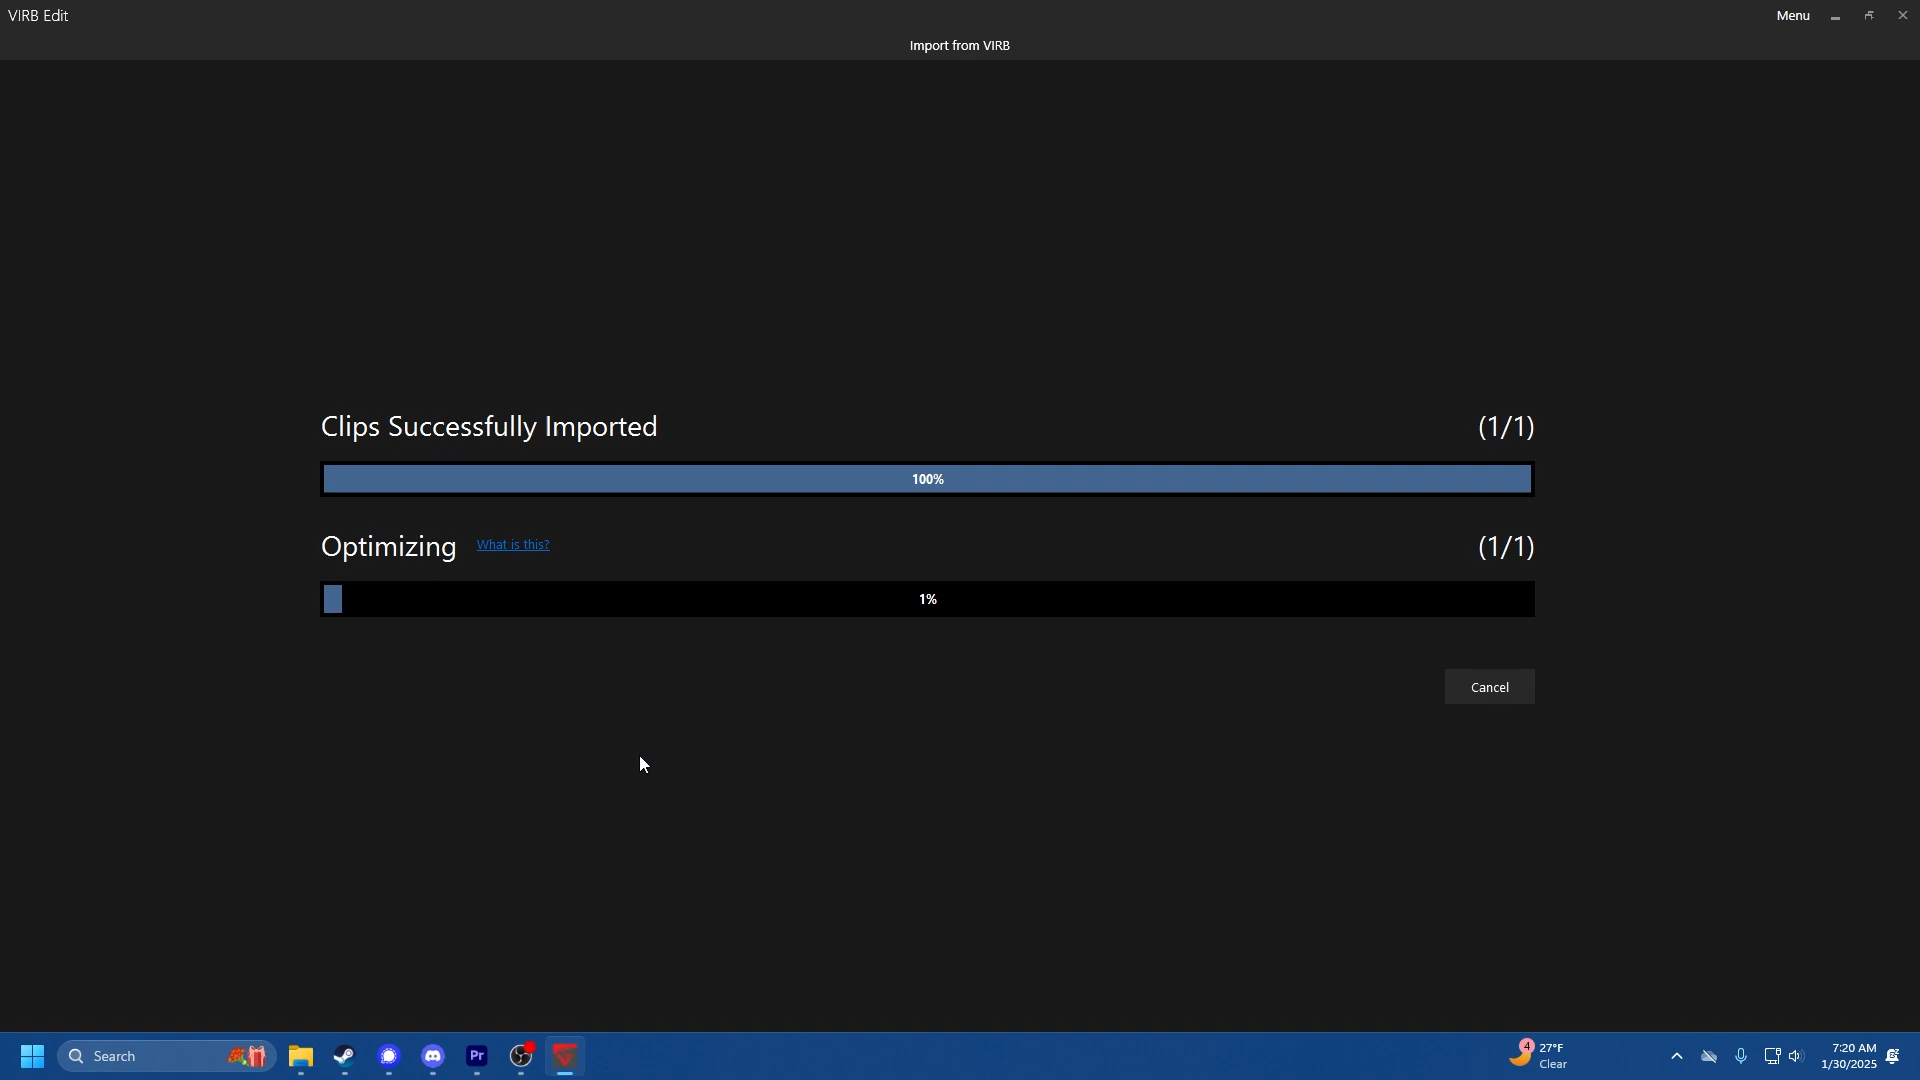 VIRB Edit
Menu
Import from VIRB
Clips Successfully Imported
(1/1)
100%
Optimizing
What is this?
(1/1)
1%
Cancel
Search
Pr
4
27°F
Clear
7:20 AM
1/30/2025